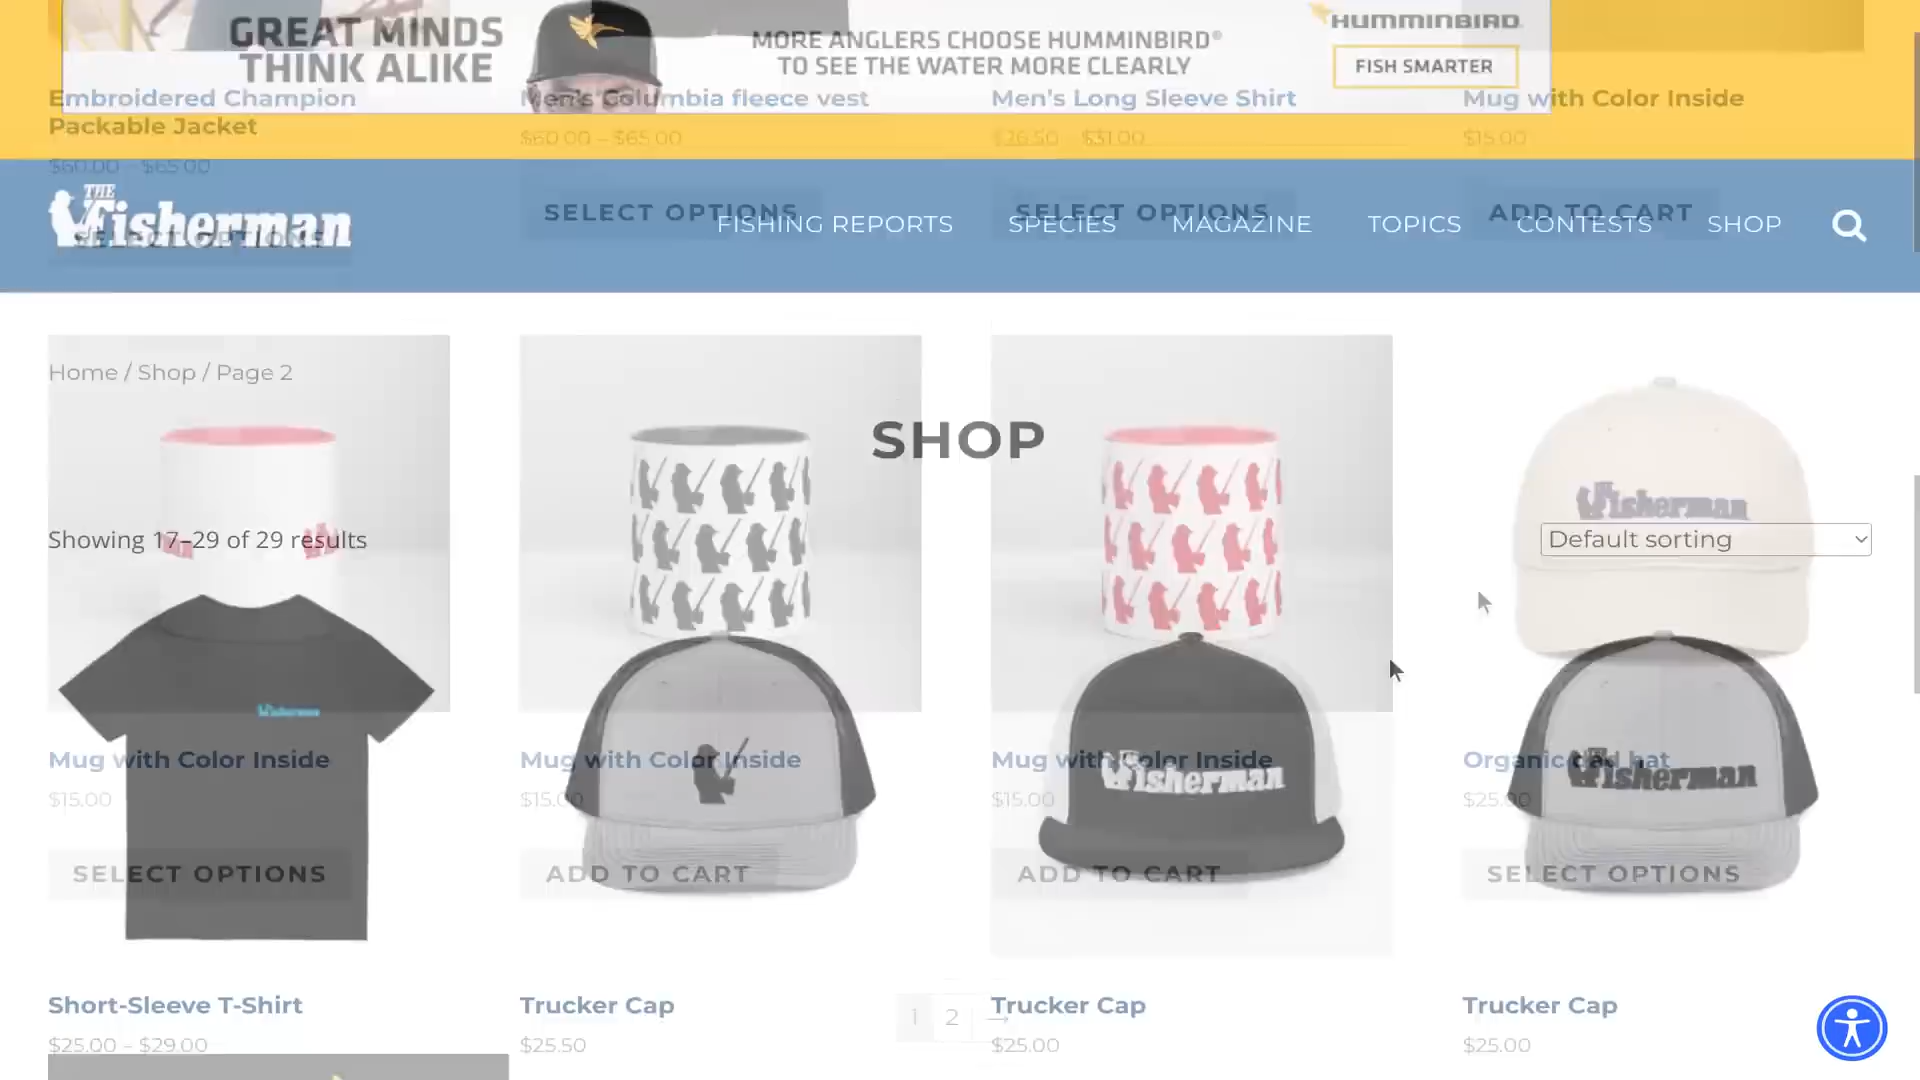 GREAT MINDS
THINK ALIKE
MORE ANGLERS CHOOSE HUMMINBIRD®
TO SEE THE WATER MORE CLEARLY
HUMMINBIRD
FISH SMARTER
Embroidered Champion
Packable Jacket
$60.00 – $65.00
SELECT OPTIONS
Men's Columbia fleece vest
$60.00 – $65.00
SELECT OPTIONS
Men's Long Sleeve Shirt
$26.50 – $31.00
SELECT OPTIONS
Mug with Color Inside
$15.00
ADD TO CART
THE
Fisherman
FISHING REPORTS
SPECIES
MAGAZINE
TOPICS
CONTESTS
SHOP
Home / Shop / Page 2
SHOP
Showing 17–29 of 29 results
Default sorting
Fisherman
Fisherman
Fisherman
Fisherman
Mug with Color Inside
$15.00
SELECT OPTIONS
Mug with Color Inside
$15.00
ADD TO CART
Mug with Color Inside
$15.00
ADD TO CART
Organic dad hat
$25.00
SELECT OPTIONS
1 2 →
Short-Sleeve T-Shirt
$25.00 – $29.00
Trucker Cap
$25.50
Trucker Cap
$25.00
Trucker Cap
$25.00